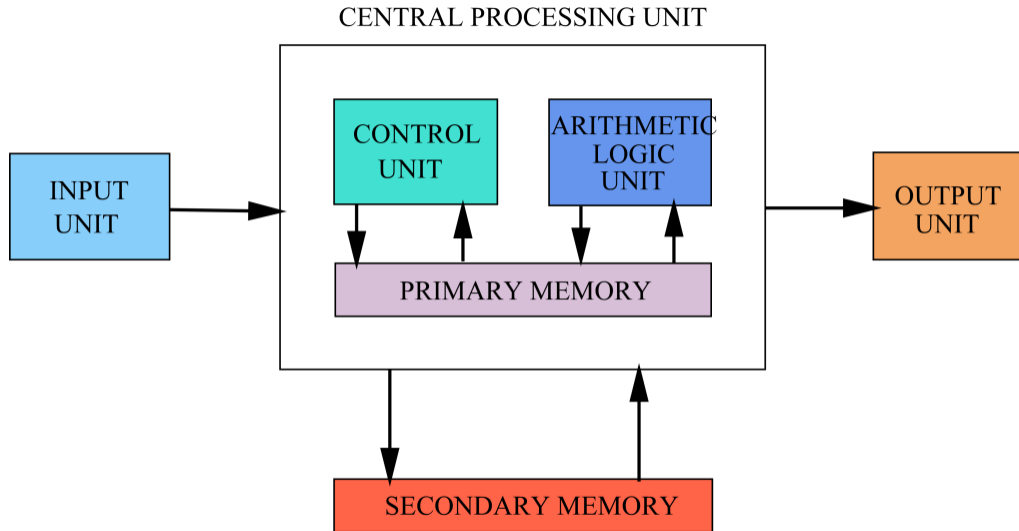 CENTRAL PROCESSING UNIT
INPUT
UNIT
CONTROL
UNIT
ARITHMETIC
LOGIC
UNIT
PRIMARY MEMORY
OUTPUT
UNIT
SECONDARY MEMORY